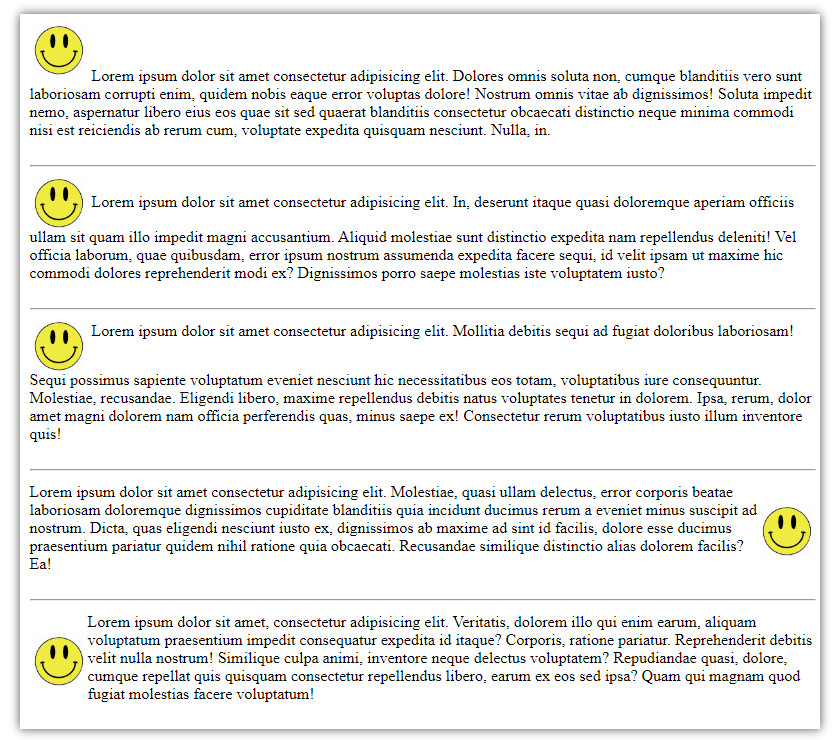 Lorem ipsum dolor sit amet consectetur adipisicing elit. Dolores omnis soluta non, cumque blanditiis vero sunt
laboriosam corrupti enim, quidem nobis eaque error voluptas dolore! Nostrum omnis vitae ab dignissimos! Soluta impedit
nemo, aspernatur libero eius eos quae sit sed quaerat blanditiis consectetur obcaecati distinctio neque minima commodi
nisi est reiciendis ab rerum cum, voluptate expedita quisquam nesciunt. Nulla, in.
Lorem ipsum dolor sit amet consectetur adipisicing elit. In, deserunt itaque quasi doloremque aperiam officiis
ullam sit quam illo impedit magni accusantium. Aliquid molestiae sunt distinctio expedita nam repellendus deleniti! Vel
officia laborum, quae quibusdam, error ipsum nostrum assumenda expedita facere sequi, id velit ipsam ut maxime hic
commodi dolores reprehenderit modi ex? Dignissimos porro saepe molestias iste voluptatem iusto?
Lorem ipsum dolor sit amet consectetur adipisicing elit. Mollitia debitis sequi ad fugiat doloribus laboriosam!
Sequi possimus sapiente voluptatum eveniet nesciunt hic necessitatibus eos totam, voluptatibus iure consequuntur.
Molestiae, recusandae. Eligendi libero, maxime repellendus debitis natus voluptates tenetur in dolorem. Ipsa, rerum, dolor
amet magni dolorem nam officia perferendis quas, minus saepe ex! Consectetur rerum voluptatibus iusto illum inventore
quis!
Lorem ipsum dolor sit amet consectetur adipisicing elit. Molestiae, quasi ullam delectus, error corporis beatae
laboriosam doloremque dignissimos cupiditate blanditiis quia incidunt ducimus rerum a eveniet minus suscipit ad
nostrum. Dicta, quas eligendi nesciunt iusto ex, dignissimos ab maxime ad sint id facilis, dolore esse ducimus
praesentium pariatur quidem nihil ratione quia obcaecati. Recusandae similique distinctio alias dolorem facilis?
Ea!
Lorem ipsum dolor sit amet, consectetur adipisicing elit. Veritatis, dolorem illo qui enim earum, aliquam
voluptatum praesentium impedit consequatur expedita id itaque? Corporis, ratione pariatur. Reprehenderit debitis
velit nulla nostrum! Similique culpa animi, inventore neque delectus voluptatem? Repudiandae quasi, dolore,
cumque repellat quis quisquam consectetur repellendus libero, earum ex eos sed ipsa? Quam qui magnam quod
fugiat molestias facere voluptatum!